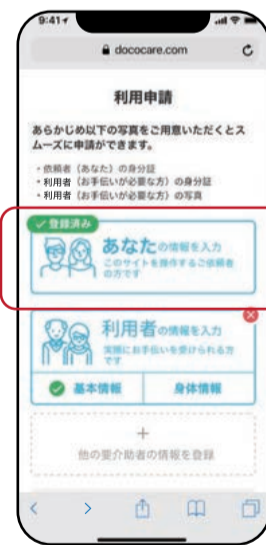 9:41
dococare.com
利用申請
あらかじめ以下の写真をご用意いただくとス
ムーズに申請ができます。
・依頼者（あなた）の身分証
・利用者（お手伝いが必要な方）の身分証
・利用者（お手伝いが必要な方）の写真
登録済み
あなたの情報を入力
このサイトを操作するご依頼者
の方です
利用者の情報を入力
実際にお手伝いを受けられる方
です
基本情報 身体情報
+
他の要介助者の情報を登録